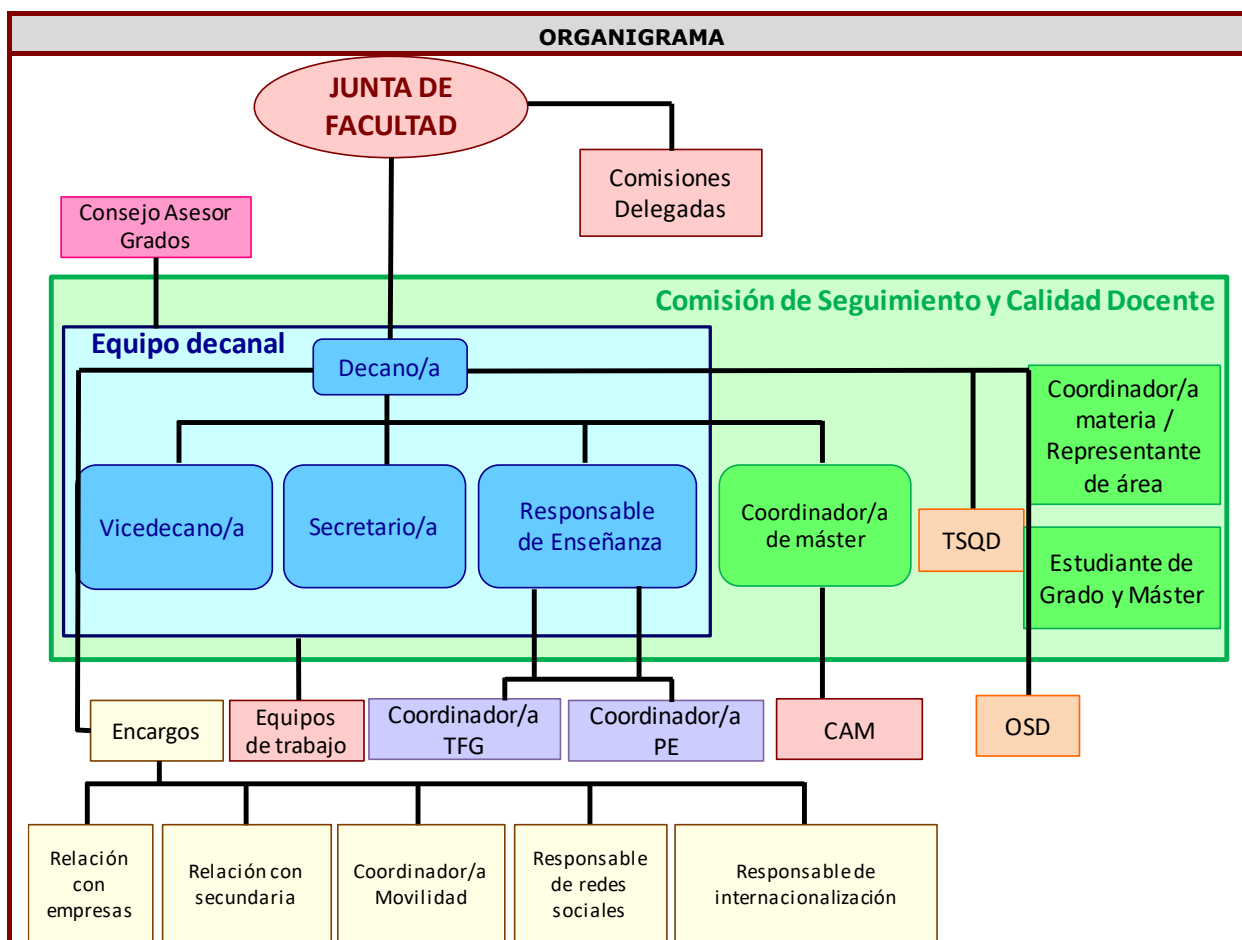 ORGANIGRAMA
JUNTA DE
FACULTAD
Comisiones
Delegadas
Consejo Asesor
Grados
Comisión de Seguimiento y Calidad Docente
Equipo decanal
Decano/a
Coordinador/a
materia /
Representante
de área
Vicedecano/a
Secretario/a
Responsable
de Enseñanza
Coordinador/a
de máster
TSQD
Estudiante de
Grado y Máster
Encargos
Equipos
de trabajo
Coordinador/a
TFG
Coordinador/a
PE
CAM
OSD
Relación
con
empresas
Relación con
secundaria
Coordinador/a
Movilidad
Responsable
de redes
sociales
Responsable de
internacionalización